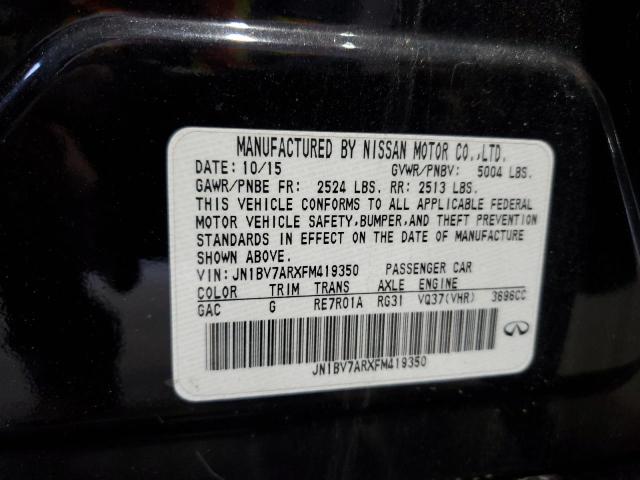 MANUFACTURED BY NISSAN MOTOR CO.,LTD.
DATE: 10/15 GVWR/PNBV: 5004 LBS.
GAWR/PNBE FR: 2524 LBS. RR: 2513 LBS.
THIS VEHICLE CONFORMS TO ALL APPLICABLE FEDERAL
MOTOR VEHICLE SAFETY,BUMPER,AND THEFT PREVENTION
STANDARDS IN EFFECT ON THE DATE OF MANUFACTURE
SHOWN ABOVE.
VIN:JN1BV7ARXFM419350 PASSENGER CAR
COLOR TRIM TRANS AXLE ENGINE
GAC G RE7R01A RG31 VQ37(VHR) 3696CC
JN1BV7ARXFM419350